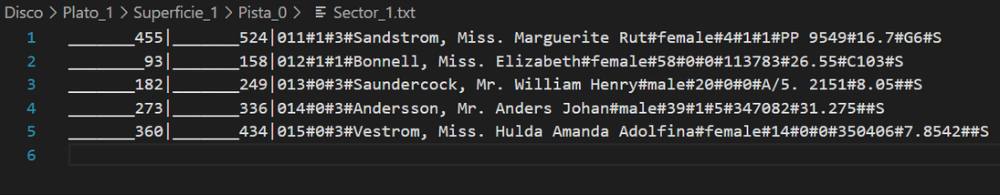 Disco > Plato_1 > Superficie_1 > Pista_0 > Sector_1.txt
1 _______455|_______524|011#1#3#Sandstrom, Miss. Marguerite Rut#female#4#1#1#PP 9549#16.7#G6#S
2 ________93|_______158|012#1#1#Bonnell, Miss. Elizabeth#female#58#0#0#113783#26.55#C103#S
3 _______182|_______249|013#0#3#Saundercock, Mr. William Henry#male#20#0#0#A/5. 2151#8.05##S
4 _______273|_______336|014#0#3#Andersson, Mr. Anders Johan#male#39#1#5#347082#31.275##S
5 _______360|_______434|015#0#3#Vestrom, Miss. Hulda Amanda Adolfina#female#14#0#0#350406#7.8542##S
6